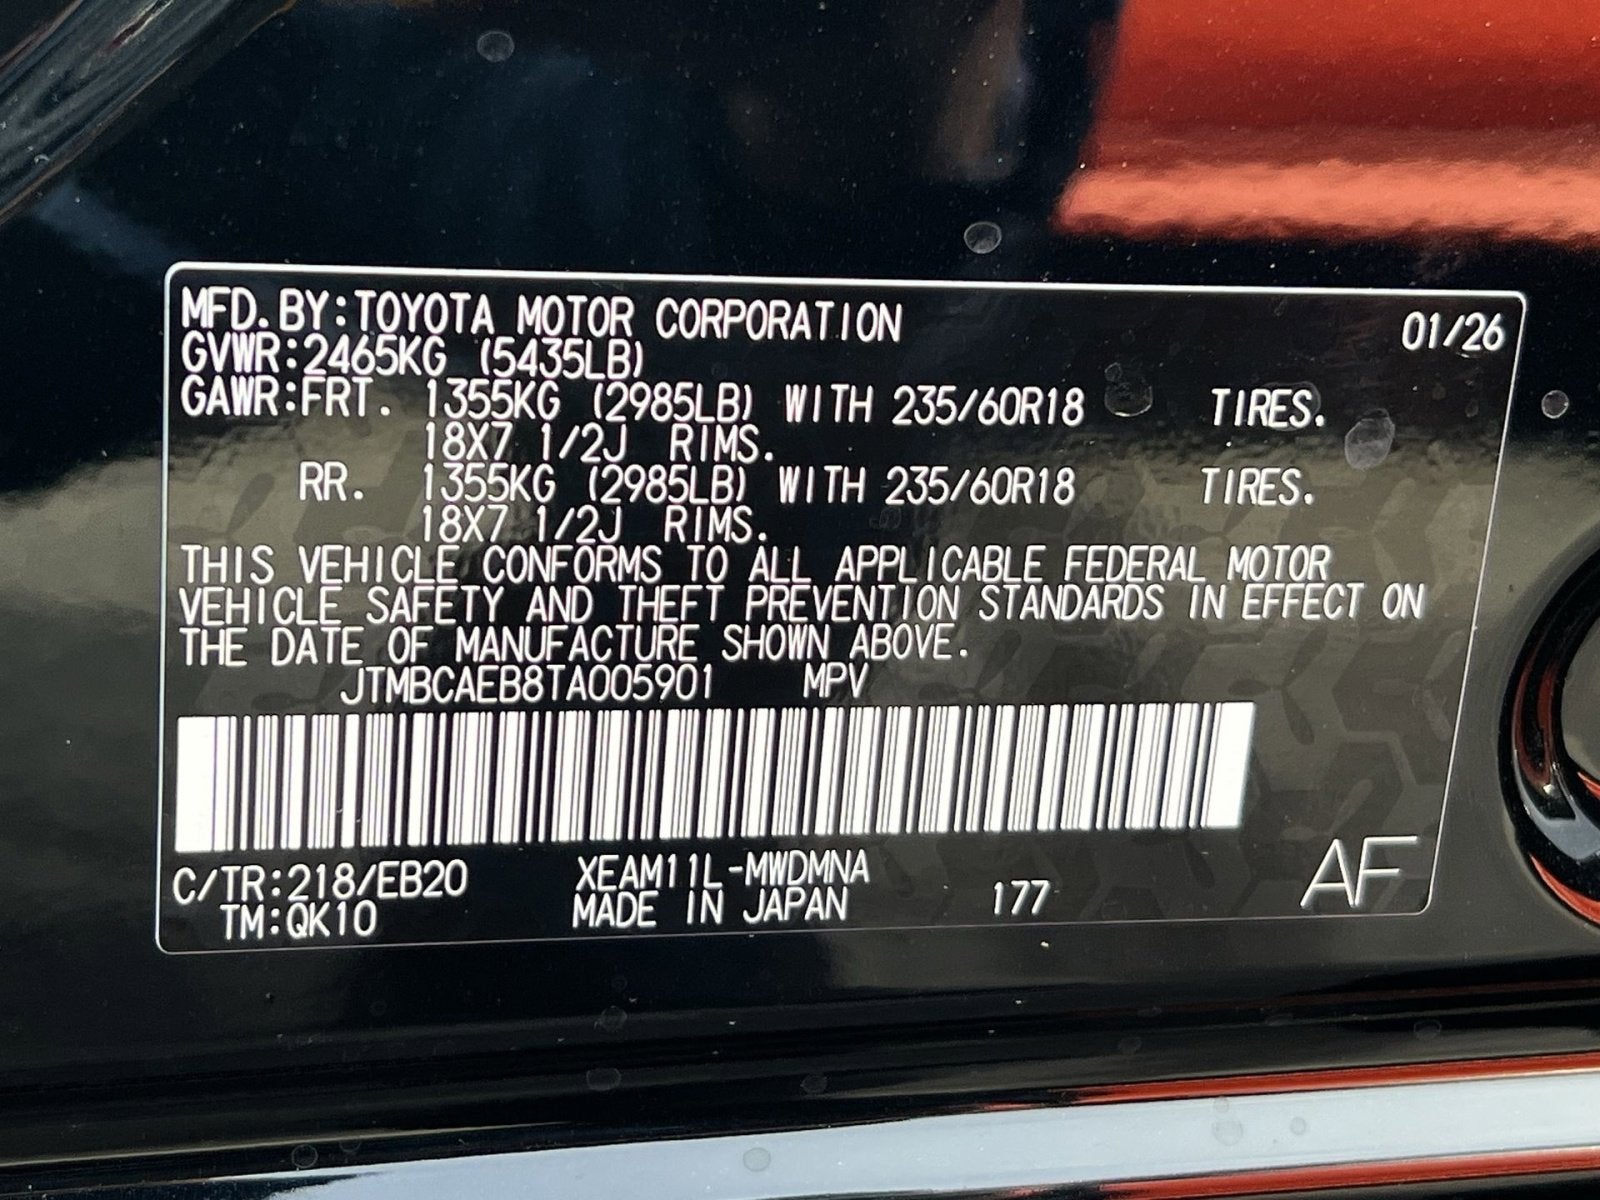 MFD. BY:TOYOTA MOTOR CORPORATION 01/26
GVWR:2465KG (5435LB)
GAWR:FRT. 1355KG (2985LB) WITH 235/60R18 TIRES.
18X7 1/2J RIMS.
RR. 1355KG (2985LB) WITH 235/60R18 TIRES.
18X7 1/2J RIMS.
THIS VEHICLE CONFORMS TO ALL APPLICABLE FEDERAL MOTOR
VEHICLE SAFETY AND THEFT PREVENTION STANDARDS IN EFFECT ON
THE DATE OF MANUFACTURE SHOWN ABOVE.
JTMBCAEB8TA005901 MPV
C/TR:218/EB20 XEAM11L-MWDMNA
TM:QK10 MADE IN JAPAN 177 AF